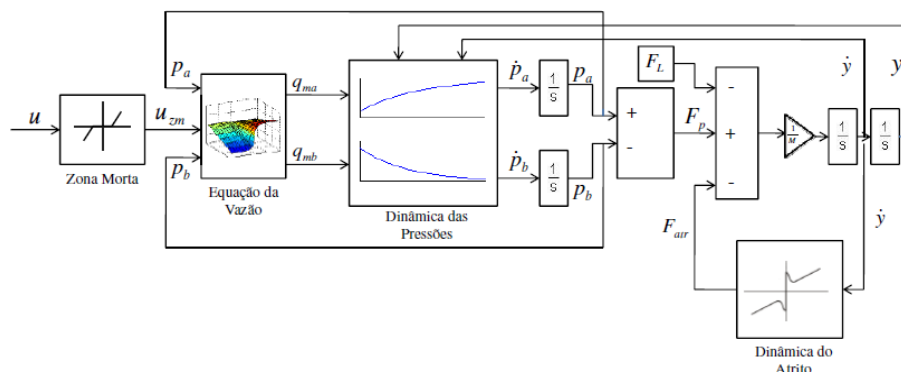 u
Zona Morta
u_zm
p_a
p_b
Equação da
Vazão
q_ma
q_mb
Dinâmica das
Pressões
ṗ_a
1/s
p_a
ṗ_b
1/s
p_b
+
-
F_p
F_L
-
+
-
F_atr
1/M
ẏ
1/s
1/s
y
ẏ
Dinâmica do
Atrito